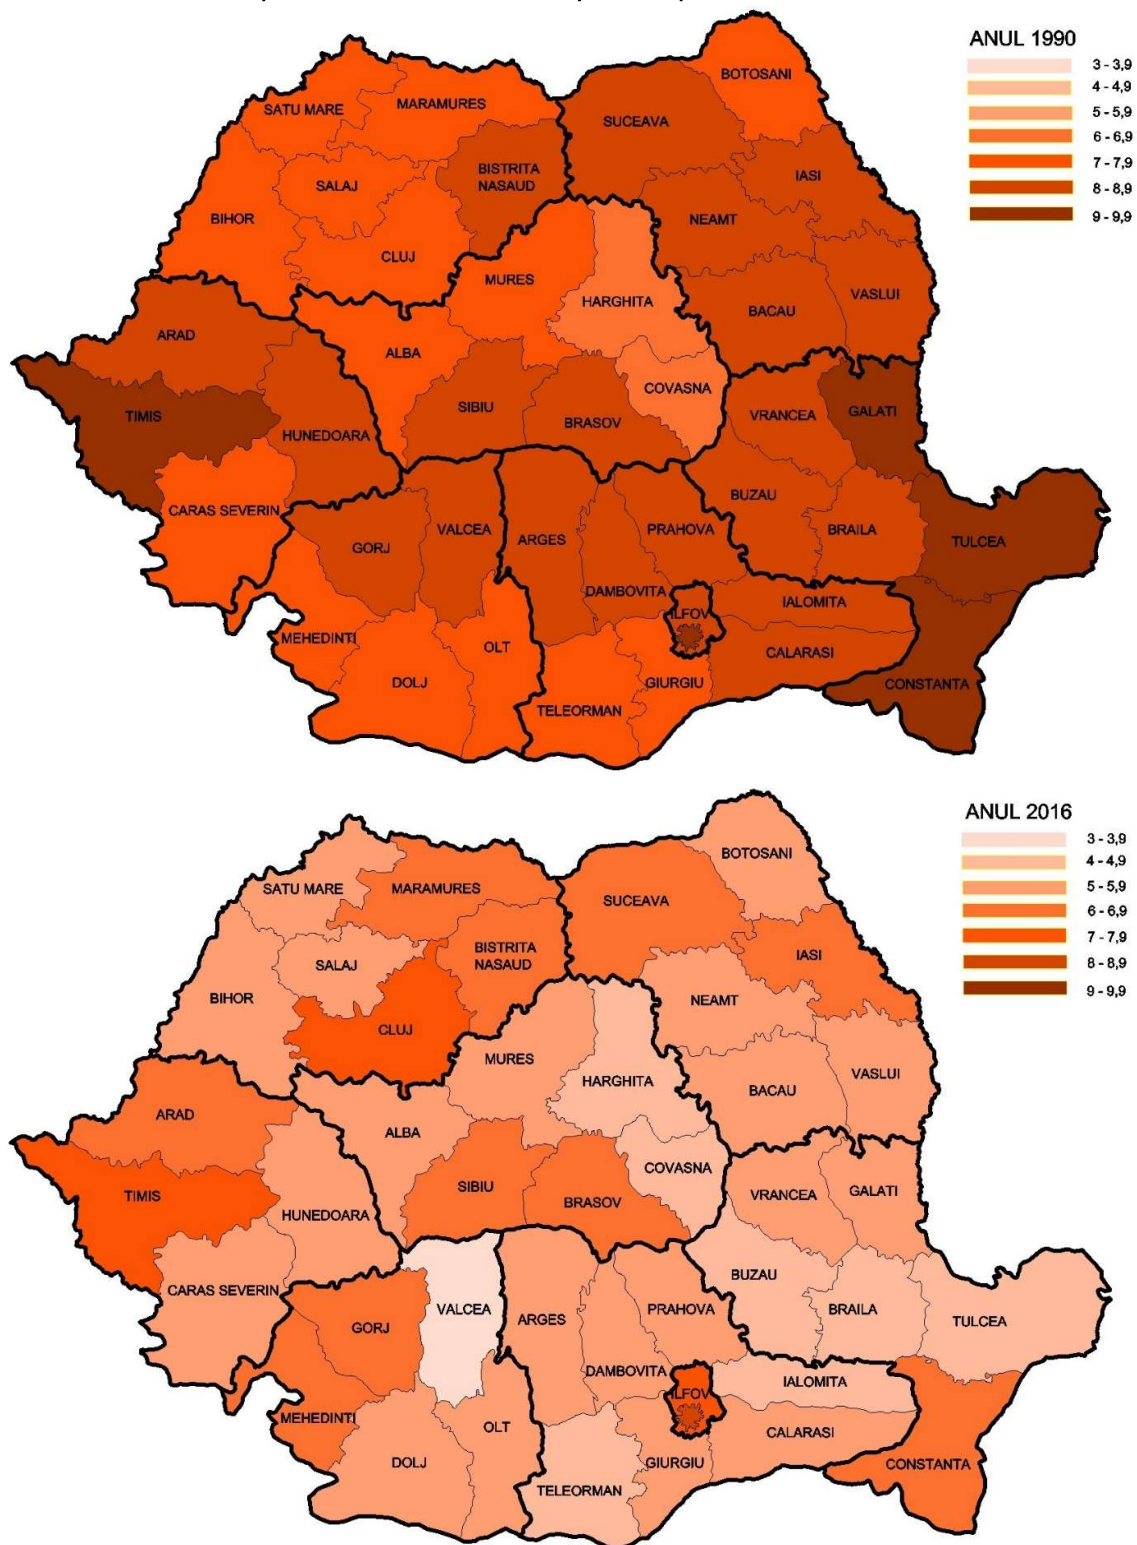 ANUL 1990
3 - 3,9
4 - 4,9
5 - 5,9
6 - 6,9
7 - 7,9
8 - 8,9
9 - 9,9
BOTOSANI
SATU MARE
MARAMURES
SUCEAVA
IASI
BISTRITA
NASAUD
SALAJ
BIHOR
NEAMT
CLUJ
MURES
HARGHITA
BACAU
VASLUI
ARAD
ALBA
COVASNA
TIMIS
SIBIU
BRASOV
VRANCEA
GALATI
HUNEDOARA
BUZAU
CARAS SEVERIN
VALCEA
PRAHOVA
BRAILA
TULCEA
GORJ
ARGES
DAMBOVITA
ILFOV
IALOMITA
MEHEDINTI
OLT
CALARASI
DOLJ
GIURGIU
CONSTANTA
TELEORMAN
ANUL 2016
3 - 3,9
4 - 4,9
5 - 5,9
6 - 6,9
7 - 7,9
8 - 8,9
9 - 9,9
BOTOSANI
SATU MARE
MARAMURES
SUCEAVA
IASI
BISTRITA
NASAUD
SALAJ
BIHOR
NEAMT
CLUJ
MURES
HARGHITA
BACAU
VASLUI
ARAD
ALBA
COVASNA
TIMIS
SIBIU
BRASOV
VRANCEA
GALATI
HUNEDOARA
BUZAU
CARAS SEVERIN
VALCEA
PRAHOVA
BRAILA
TULCEA
GORJ
ARGES
DAMBOVITA
IALOMITA
ILFOV
MEHEDINTI
OLT
CALARASI
DOLJ
GIURGIU
CONSTANTA
TELEORMAN